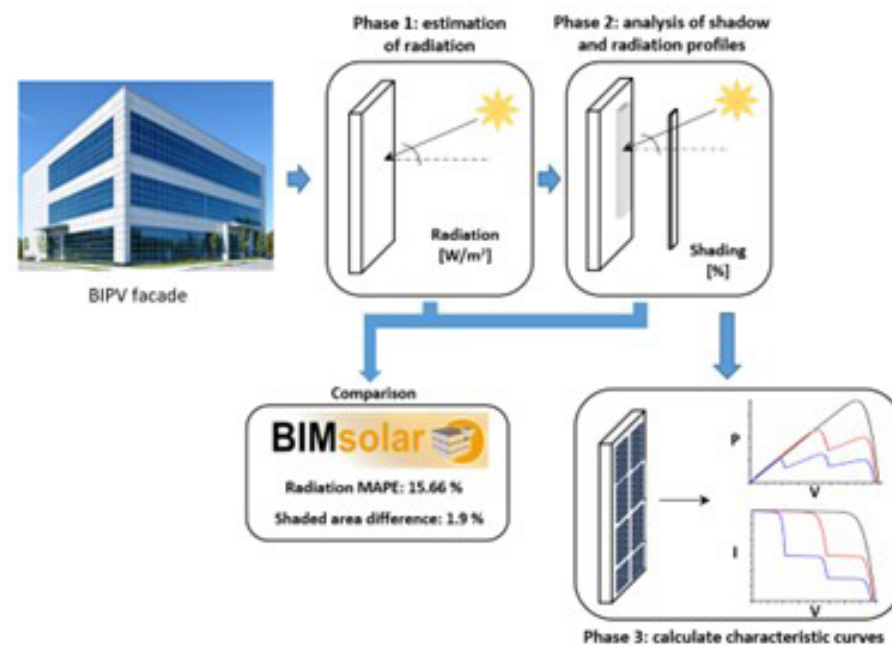 Phase 1: estimation
of radiation
Phase 2: analysis of shadow
and radiation profiles
Radiation
[W/m²]
Shading
[%]
BIPV facade
Comparison
BIMsolar
Radiation MAPE: 15.66 %
Shaded area difference: 1.9 %
P
V
I
V
Phase 3: calculate characteristic curves